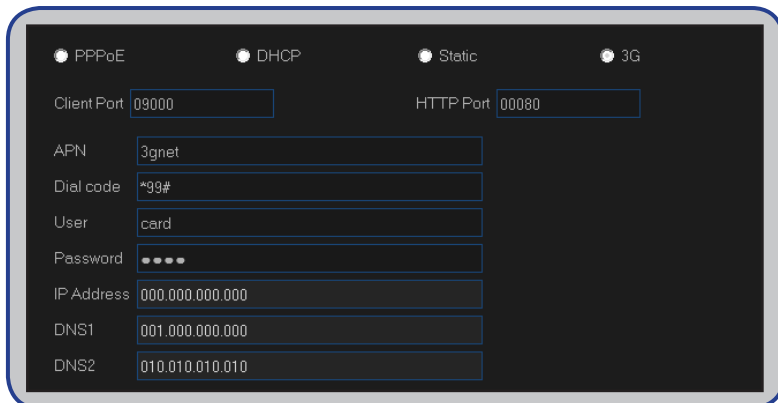 PPPoE DHCP Static 3G
Client Port 09000 HTTP Port 00080
APN 3gnet
Dial code *99#
User card
Password ●●●●
IP Address 000.000.000.000
DNS1 001.000.000.000
DNS2 010.010.010.010